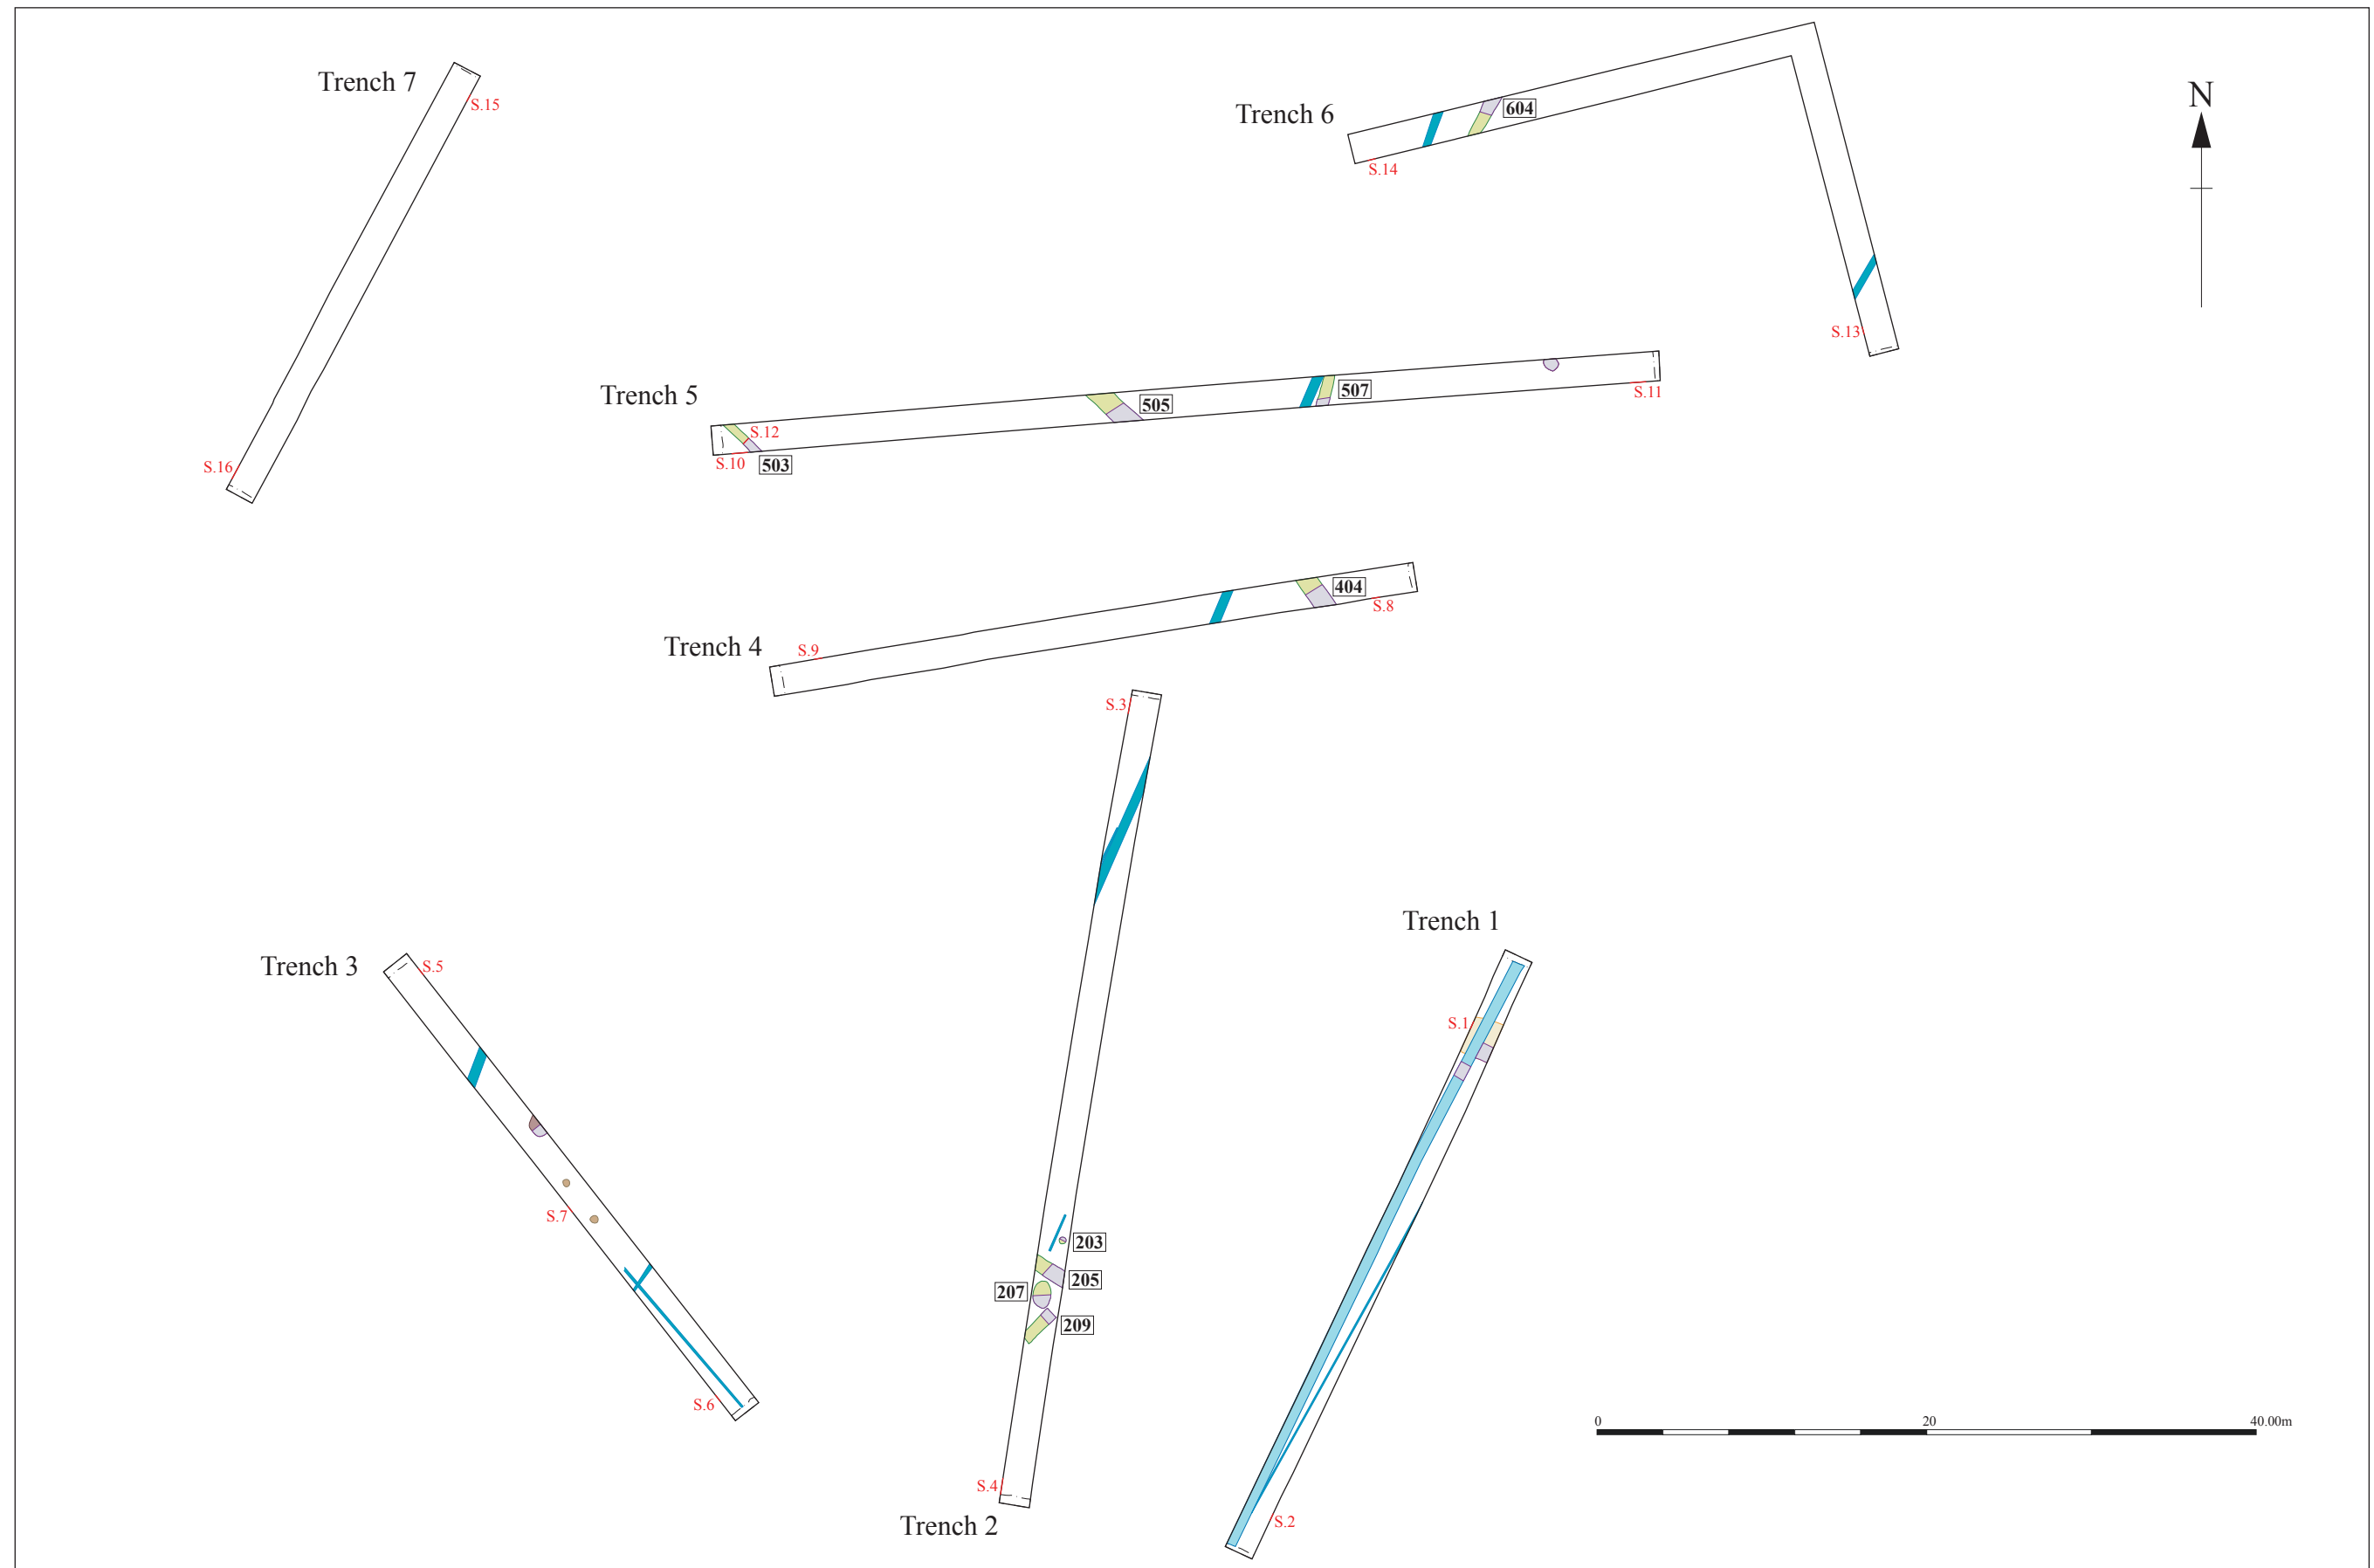 Trench 7
S.15
S.16
Trench 6
604
S.14
S.13
N
Trench 5
505
507
S.11
S.12
S.10
503
Trench 4
S.9
404
S.8
S.3
Trench 3
S.5
S.7
S.6
203
205
207
209
S.4
Trench 2
Trench 1
S.1
S.2
0 20 40.00m